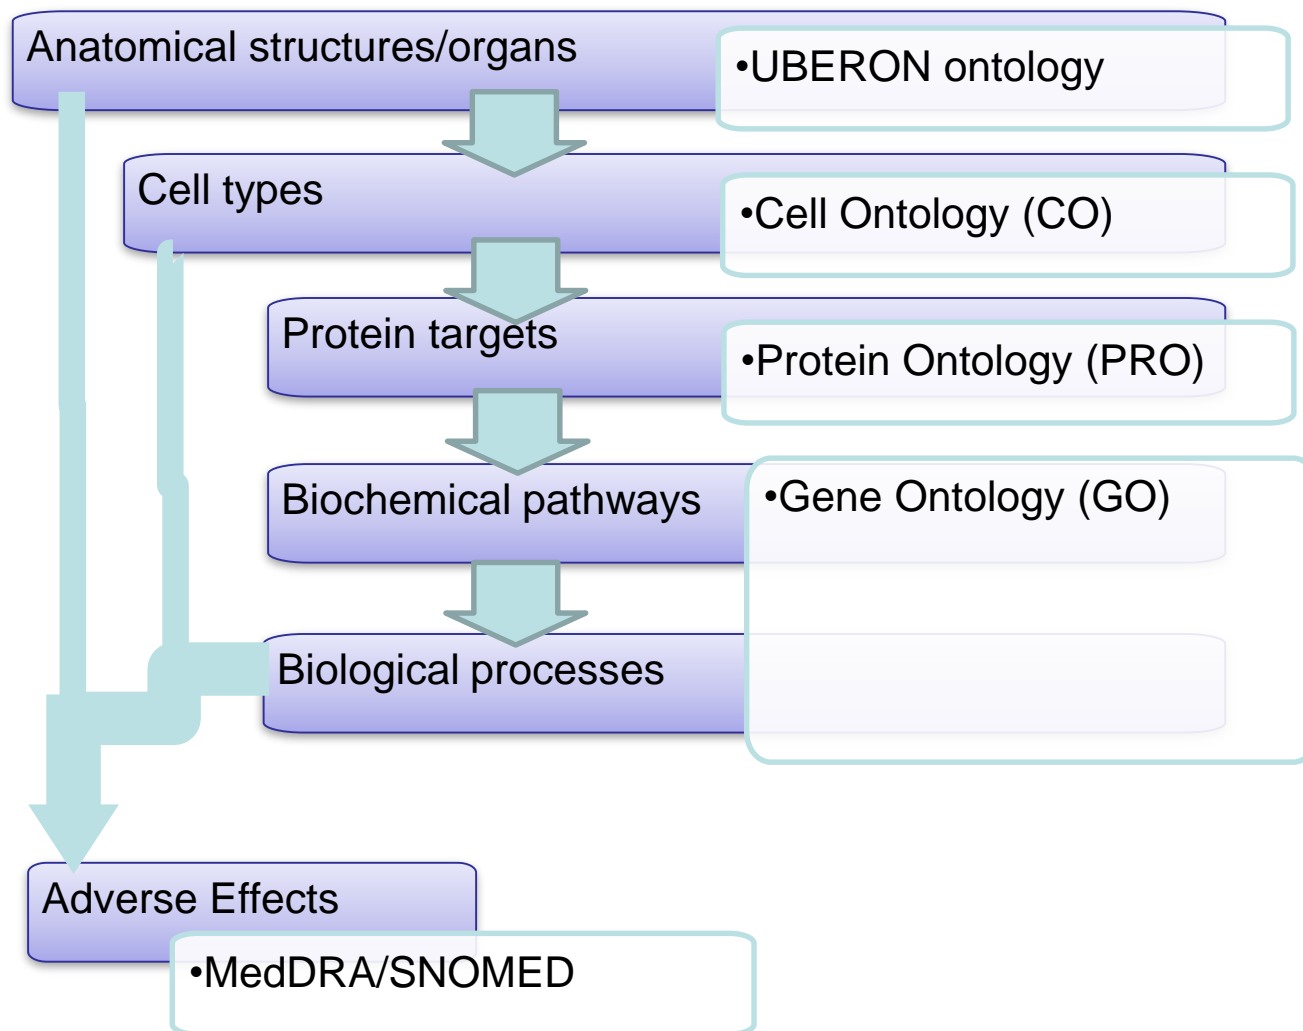 Anatomical structures/organs
•UBERON ontology
Cell types
•Cell Ontology (CO)
Protein targets
•Protein Ontology (PRO)
Biochemical pathways
•Gene Ontology (GO)
Biological processes
Adverse Effects
•MedDRA/SNOMED